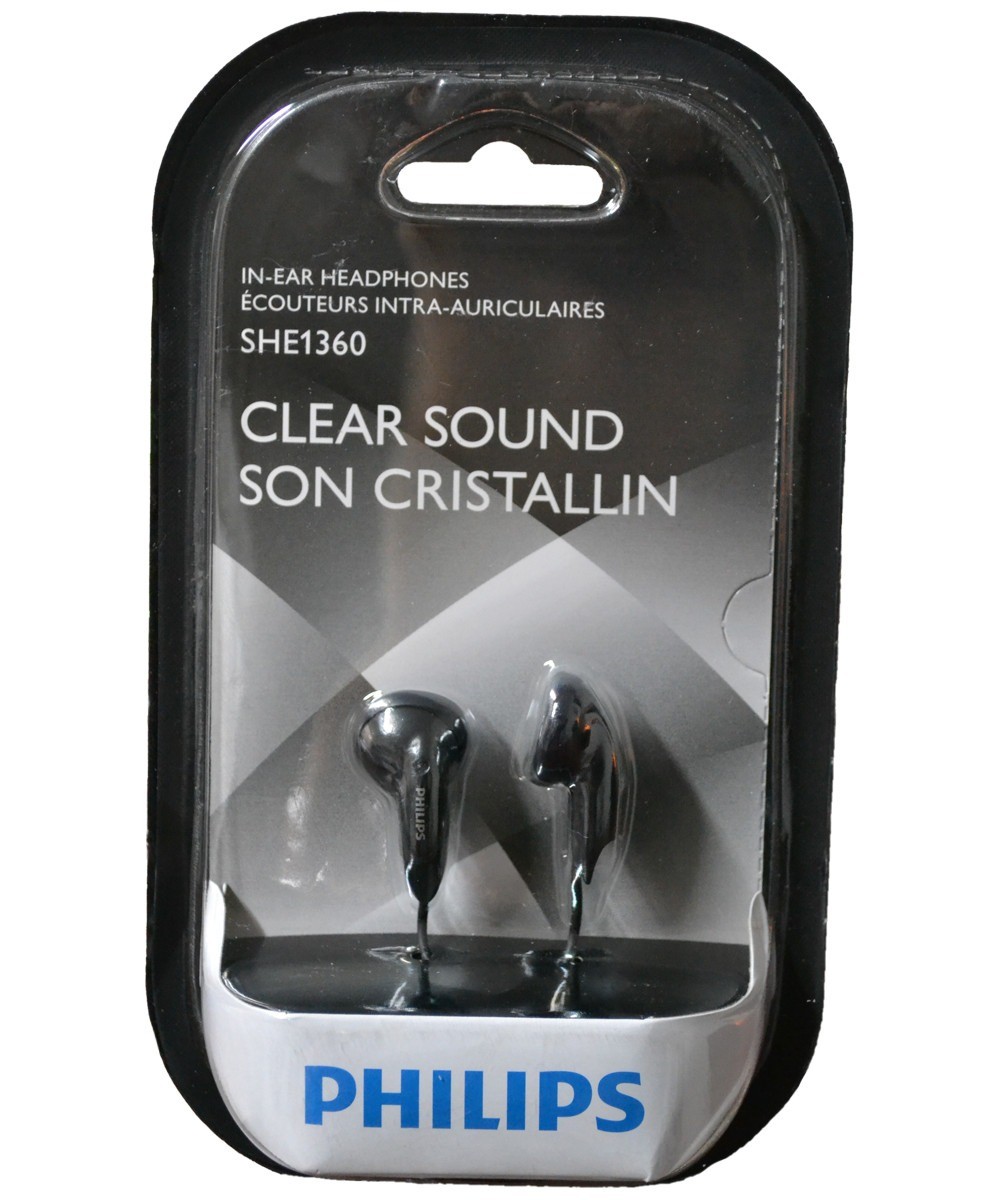 IN-EAR HEADPHONES
ÉCOUTEURS INTRA-AURICULAIRES
SHE1360
CLEAR SOUND
SON CRISTALLIN
PHILIPS
PHILIPS